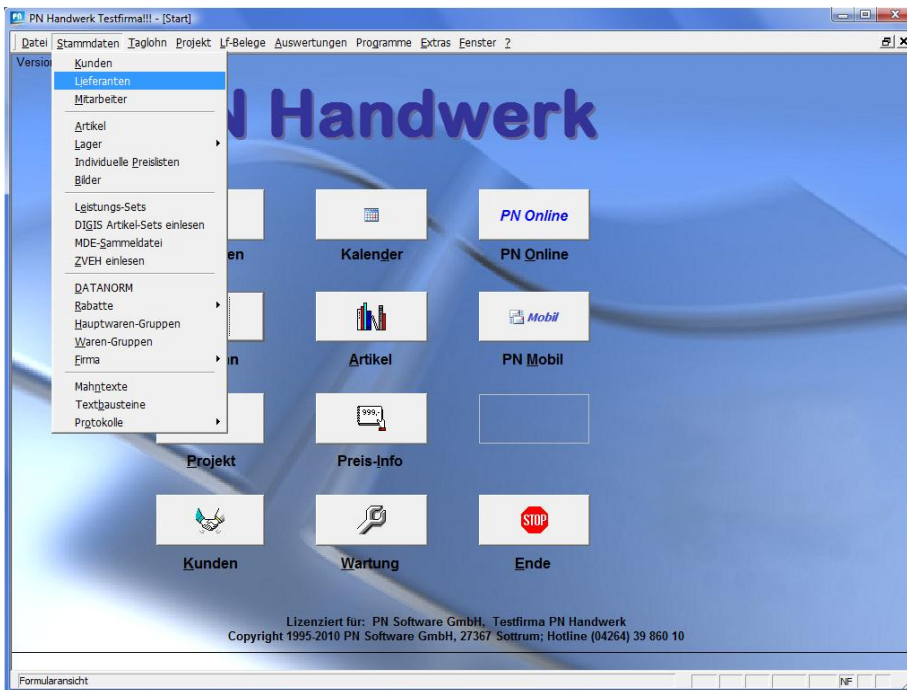 PN Handwerk Testfirma!!! - [Start]
Datei Stammdaten Taglohn Projekt Lf-Belege Auswertungen Programme Extras Fenster ?
Versio
Kunden
Lieferanten
Mitarbeiter
Artikel
Lager
Individuelle Preislisten
Bilder
Leistungs-Sets
DIGIS Artikel-Sets einlesen
MDE-Sammeldatei
ZVEH einlesen
DATANORM
Rabatte
Hauptwaren-Gruppen
Waren-Gruppen
Firma
Mahntexte
Textbausteine
Protokolle
N Handwerk
PN Online
en Kalender PN Online
Mobil
n Artikel PN Mobil
999,-
Projekt Preis-Info
STOP
Kunden Wartung Ende
Lizenziert für: PN Software GmbH, Testfirma PN Handwerk
Copyright 1995-2010 PN Software GmbH, 27367 Sottrum; Hotline (04264) 39 860 10
Formularansicht NF